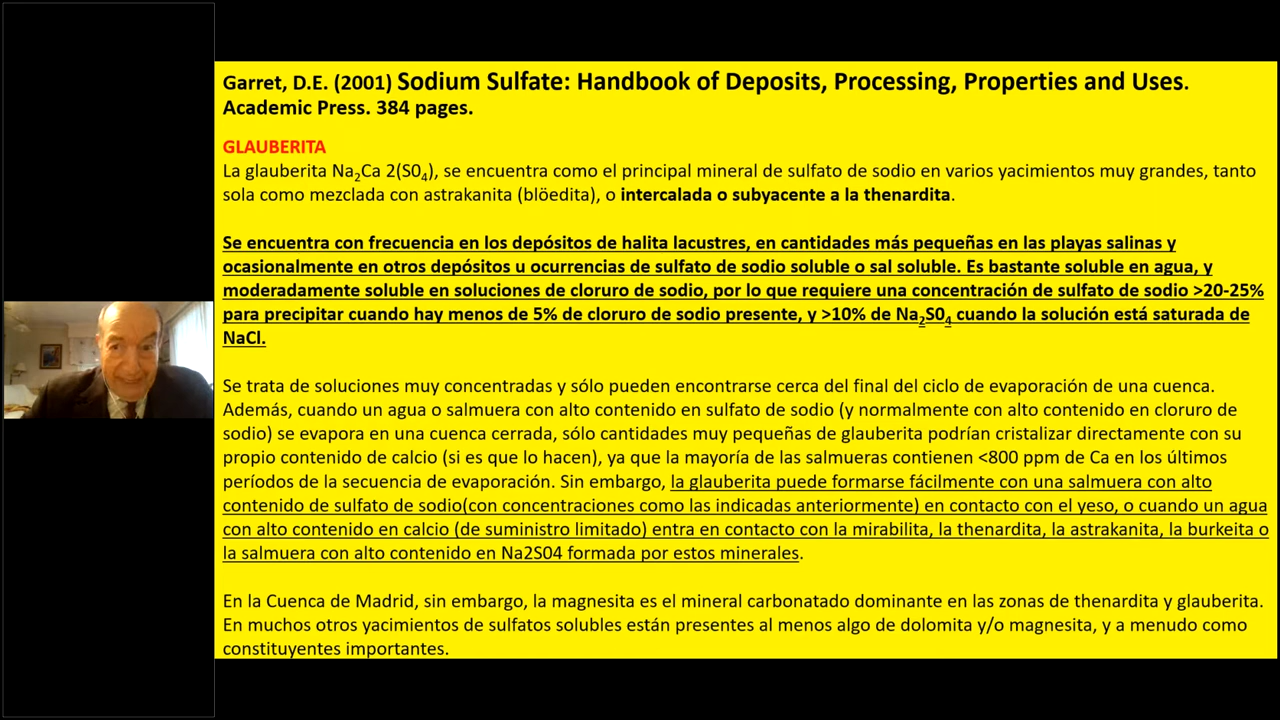 Garret, D.E. (2001) Sodium Sulfate: Handbook of Deposits, Processing, Properties and Uses.
Academic Press. 384 pages.
GLAUBERITA
La glauberita Na₂Ca 2(S0₄), se encuentra como el principal mineral de sulfato de sodio en varios yacimientos muy grandes, tanto
sola como mezclada con astrakanita (blöedita), o intercalada o subyacente a la thenardita.
Se encuentra con frecuencia en los depósitos de halita lacustres, en cantidades más pequeñas en las playas salinas y
ocasionalmente en otros depósitos u ocurrencias de sulfato de sodio soluble o sal soluble. Es bastante soluble en agua, y
moderadamente soluble en soluciones de cloruro de sodio, por lo que requiere una concentración de sulfato de sodio >20-25%
para precipitar cuando hay menos de 5% de cloruro de sodio presente, y >10% de Na₂S0₄ cuando la solución está saturada de
NaCl.
Se trata de soluciones muy concentradas y sólo pueden encontrarse cerca del final del ciclo de evaporación de una cuenca.
Además, cuando un agua o salmuera con alto contenido en sulfato de sodio (y normalmente con alto contenido en cloruro de
sodio) se evapora en una cuenca cerrada, sólo cantidades muy pequeñas de glauberita podrían cristalizar directamente con su
propio contenido de calcio (si es que lo hacen), ya que la mayoría de las salmueras contienen <800 ppm de Ca en los últimos
períodos de la secuencia de evaporación. Sin embargo, la glauberita puede formarse fácilmente con una salmuera con alto
contenido de sulfato de sodio(con concentraciones como las indicadas anteriormente) en contacto con el yeso, o cuando un agua
con alto contenido en calcio (de suministro limitado) entra en contacto con la mirabilita, la thenardita, la astrakanita, la burkeita o
la salmuera con alto contenido en Na2S04 formada por estos minerales.
En la Cuenca de Madrid, sin embargo, la magnesita es el mineral carbonatado dominante en las zonas de thenardita y glauberita.
En muchos otros yacimientos de sulfatos solubles están presentes al menos algo de dolomita y/o magnesita, y a menudo como
constituyentes importantes.